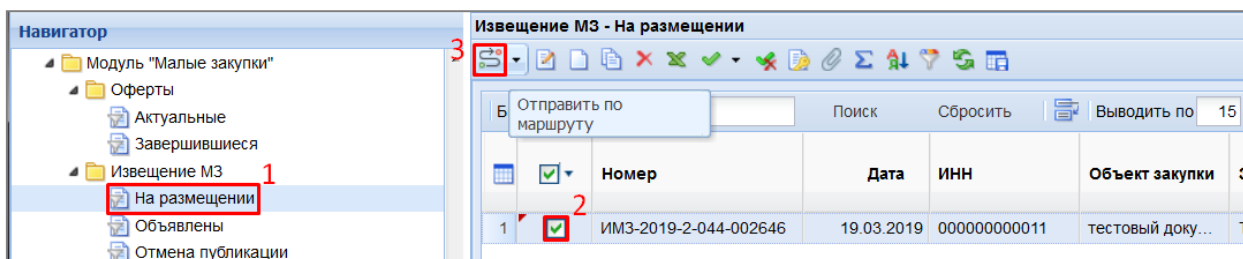 Навигатор
Модуль "Малые закупки"
Оферты
Актуальные
Завершившиеся
Извещение МЗ
1
На размещении
Объявлены
Отмена публикации
Извещение МЗ - На размещении
3
Отправить по
маршруту
Поиск Сбросить Выводить по 15
Номер Дата ИНН Объект закупки
2
1 ИМЗ-2019-2-044-002646 19.03.2019 000000000011 тестовый доку...